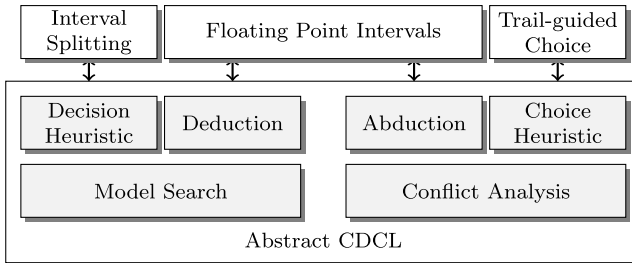 Interval
Splitting
Floating Point Intervals
Trail-guided
Choice
Decision
Heuristic
Deduction
Abduction
Choice
Heuristic
Model Search
Conflict Analysis
Abstract CDCL